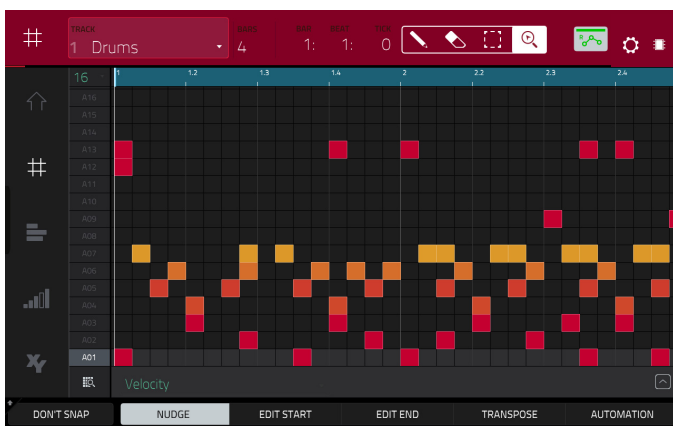 TRACK BARS BAR BEAT TICK
1 Drums 4 1: 1: 0
16 1 1.2 1.3 1.4 2 2.2 2.3 2.4
A16
A15
A14
A13
A12
A11
A10
A09
A08
A07
A06
A05
A04
A03
A02
A01
XY
Velocity
DON'T SNAP NUDGE EDIT START EDIT END TRANSPOSE AUTOMATION